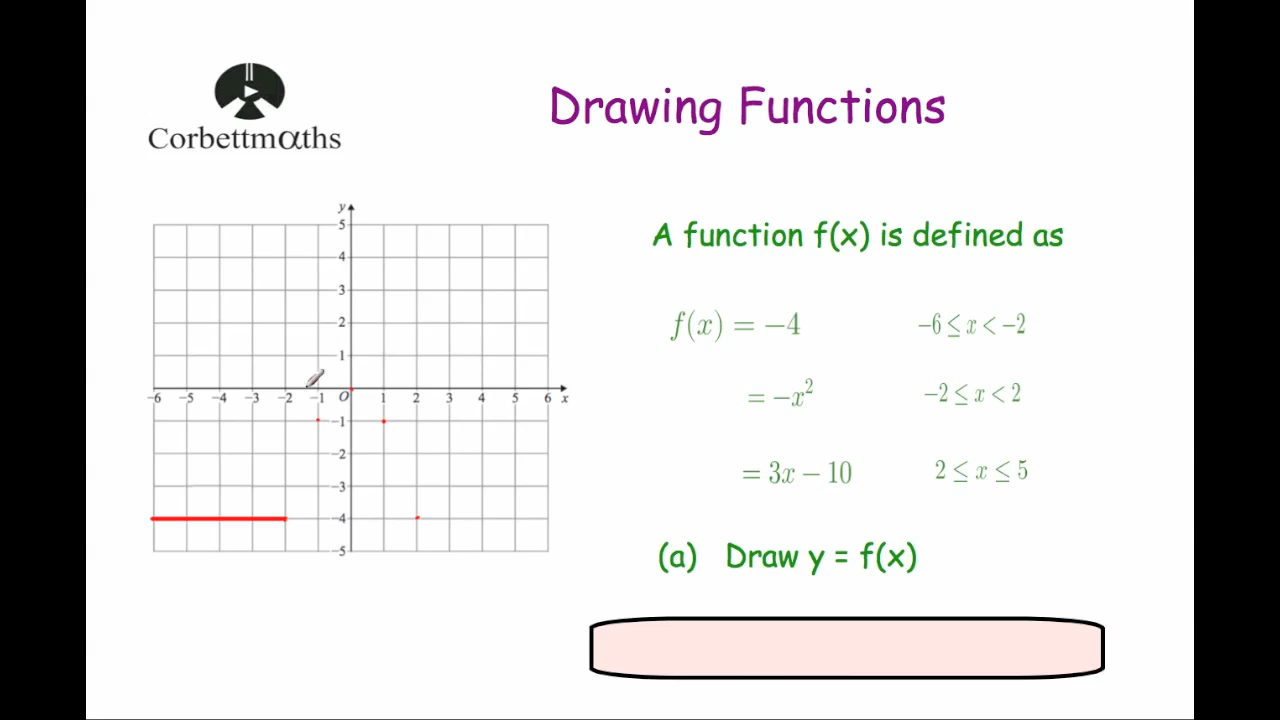 Drawing Functions
Corbettmαths
y
5
4
3
2
1
−6 −5 −4 −3 −2 −1 O 1 2 3 4 5 6 x
−1
−2
−3
−4
−5
A function f(x) is defined as
f(x) = −4 −6 ≤ x < −2
= −x² −2 ≤ x < 2
= 3x − 10 2 ≤ x ≤ 5
(a) Draw y = f(x)